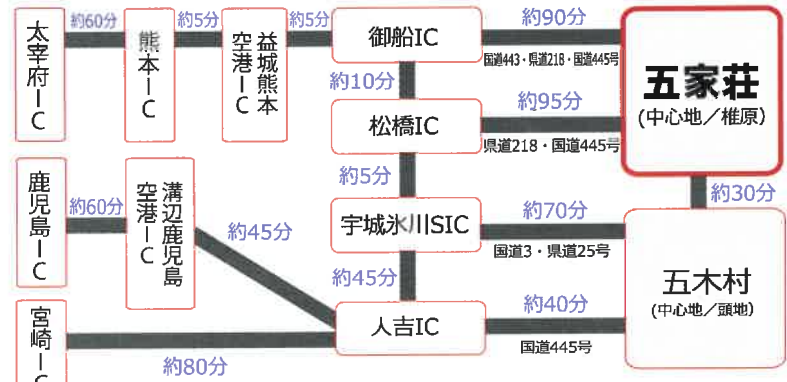 太宰府IC
約60分
熊本IC
約5分
益城熊本
空港IC
約5分
御船IC
約90分
国道443・県道218・国道445号
五家荘
(中心地/椎原)
約10分
松橋IC
約95分
県道218・国道445号
約5分
約30分
鹿児島IC
約60分
溝辺鹿児島
空港IC
約45分
宇城氷川SIC
約70分
国道3・県道25号
五木村
(中心地/頭地)
約45分
人吉IC
約40分
国道445号
宮崎IC
約80分